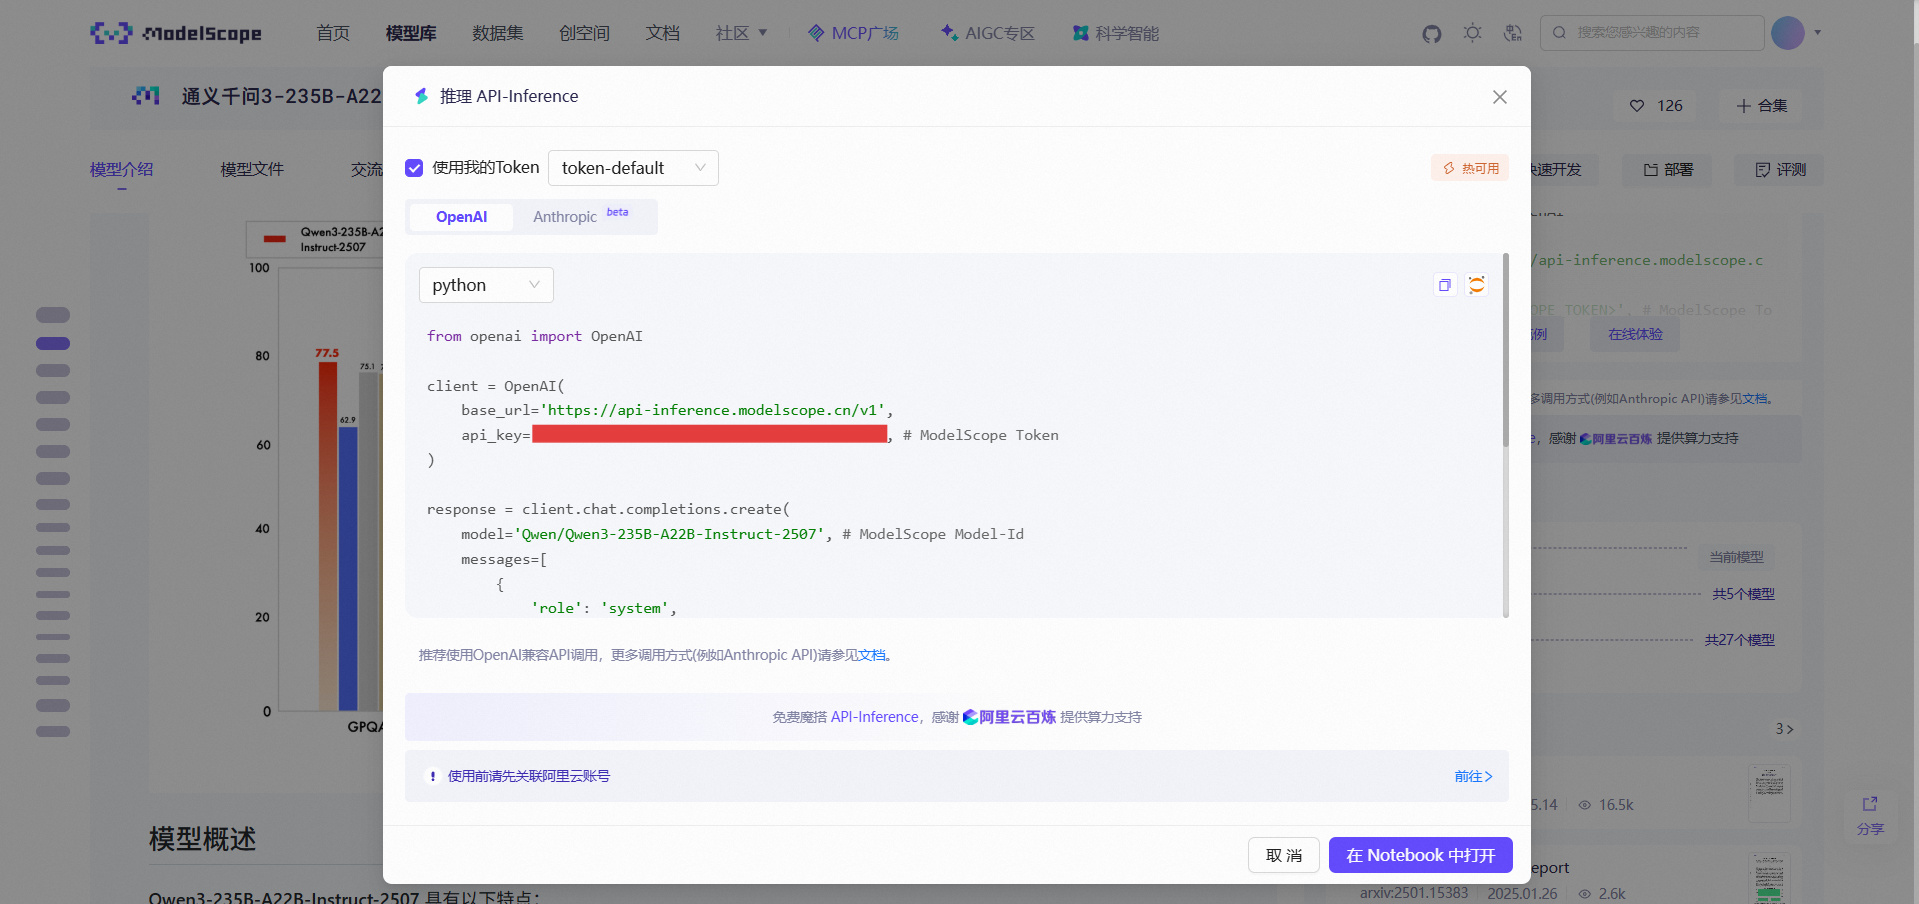 ModelScope
首页
模型库
数据集
创空间
文档
社区
MCP广场
AIGC专区
科学智能
搜索您感兴趣的内容
通义千问3-235B-A22
126
合集
模型介绍
模型文件
交流
快速开发
部署
评测
推理 API-Inference
使用我的Token
token-default
热可用
OpenAI
Anthropic
beta
python
from openai import OpenAI
client = OpenAI(
base_url='https://api-inference.modelscope.cn/v1',
api_key=
, # ModelScope Token
)
response = client.chat.completions.create(
model='Qwen/Qwen3-235B-A22B-Instruct-2507', # ModelScope Model-Id
messages=[
{
'role': 'system',
推荐使用OpenAI兼容API调用，更多调用方式(例如Anthropic API)请参见文档。
免费魔搭 API-Inference，感谢 阿里云百炼 提供算力支持
使用前请先关联阿里云账号
前往
取 消
在 Notebook 中打开
Qwen3-235B-A2
Instruct-2507
100
80
60
40
20
0
77.5
62.9
75.1
GPQA
模型概述
Qwen3-235B-A22B-Instruct-2507 具有以下特点：
/api-inference.modelscope.c
OPE_TOKEN>', # ModelScope To
例
在线体验
多调用方式(例如Anthropic API)请参见文档。
e，感谢 阿里云百炼 提供算力支持
当前模型
共5个模型
共27个模型
3
5.14
16.5k
分享
eport
arxiv:2501.15383
2025.01.26
2.6k